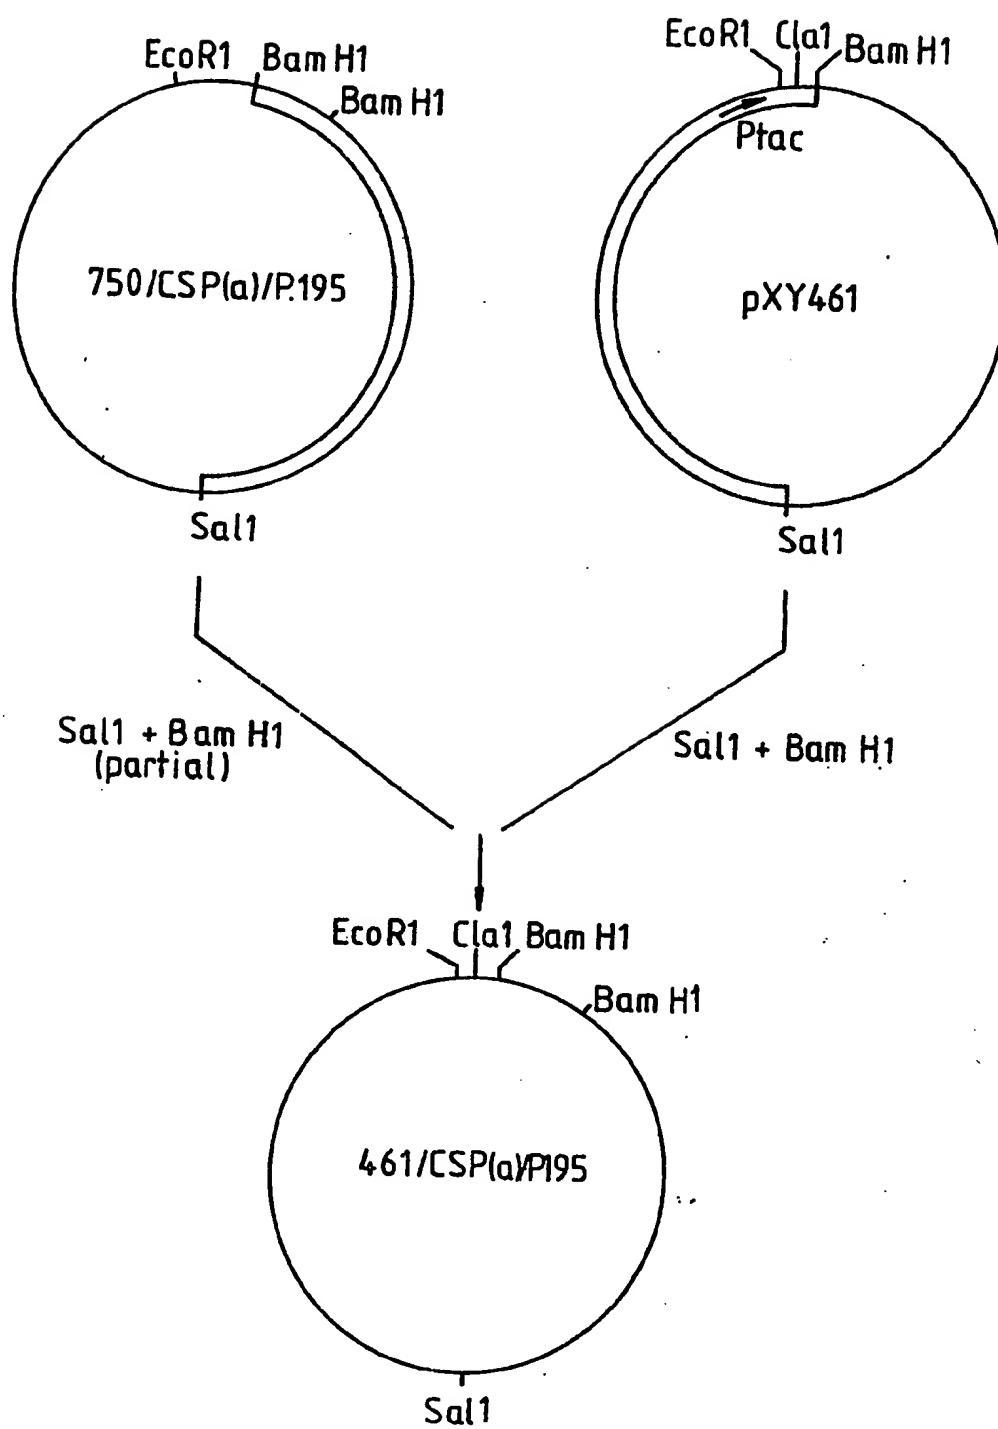 EcoR1 Bam H1
Bam H1
750/CSP(a)/P.195
Sal1
EcoR1 Cla1 Bam H1
Ptac
pXY461
Sal1
Sal1 + Bam H1
(partial)
Sal1 + Bam H1
EcoR1 Cla1 Bam H1
Bam H1
461/CSP(a)/P195
Sal1